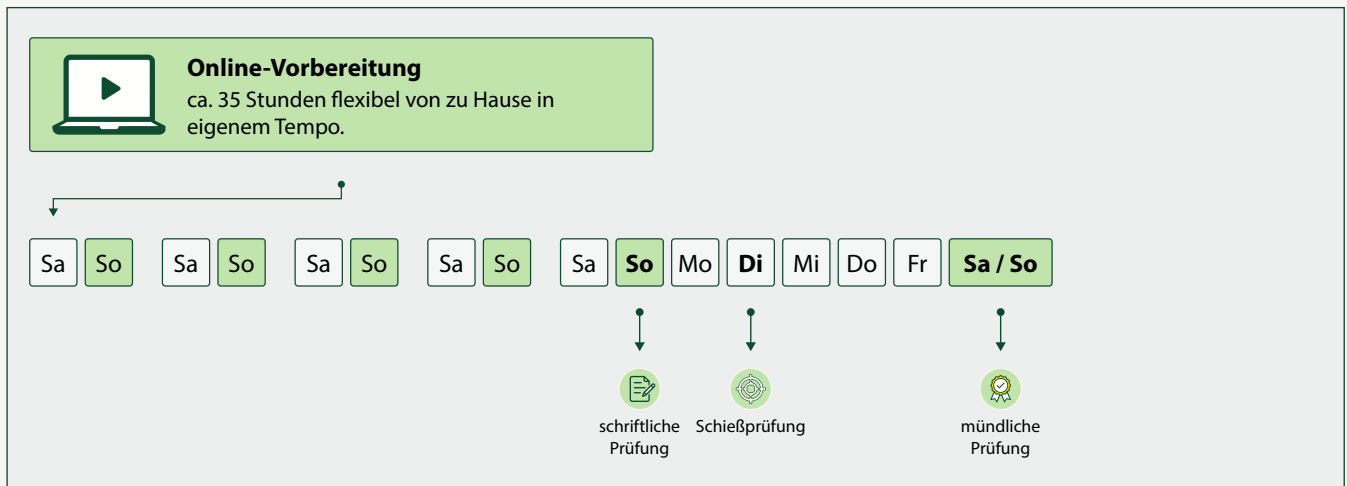 Online-Vorbereitung
ca. 35 Stunden flexibel von zu Hause in
eigenem Tempo.
Sa So Sa So Sa So Sa So Sa So Mo Di Mi Do Fr Sa / So
schriftliche Prüfung
Schießprüfung
mündliche Prüfung